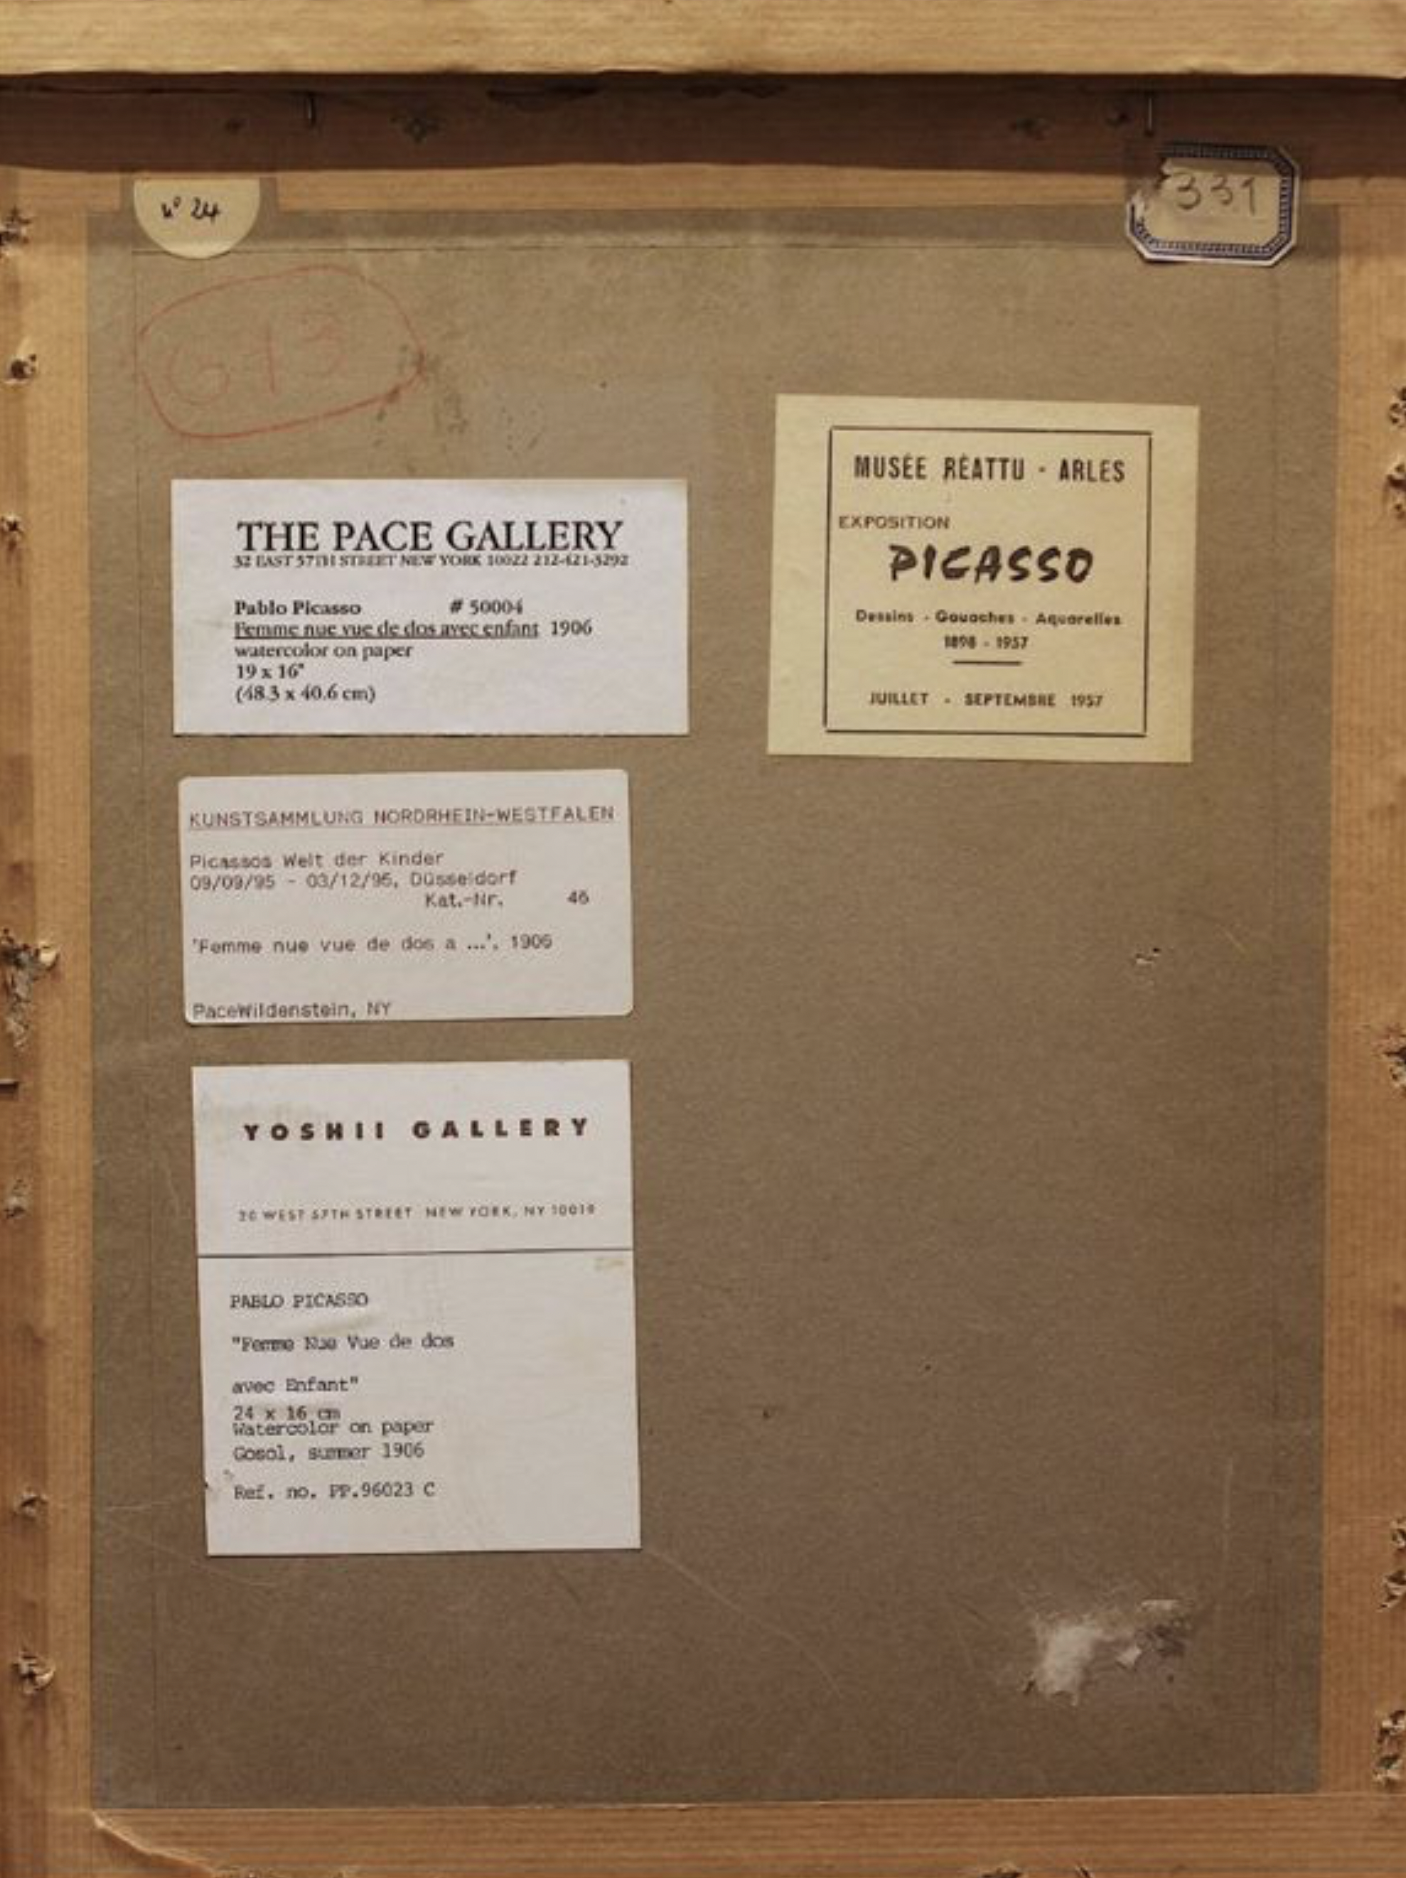 nº 24
331
673
THE PACE GALLERY
32 EAST 57TH STREET NEW YORK 10022 212-421-3292
Pablo Picasso # 50004
Femme nue vue de dos avec enfant 1906
watercolor on paper
19 x 16"
(48.3 x 40.6 cm)
MUSÉE RÉATTU - ARLES
EXPOSITION
PICASSO
Dessins - Gouaches - Aquarelles
1898 - 1957
JUILLET - SEPTEMBRE 1957
KUNSTSAMMLUNG NORDRHEIN-WESTFALEN
Picassos Welt der Kinder
09/09/95 - 03/12/95, Düsseldorf
Kat.-Nr. 46
'Femme nue vue de dos a ...', 1906
PaceWildenstein, NY
YOSHII GALLERY
20 WEST 57TH STREET NEW YORK, NY 10019
PABLO PICASSO
"Femme Nue Vue de dos
avec Enfant"
24 x 16 cm
Watercolor on paper
Gosol, summer 1906
Ref. no. PP.96023 C